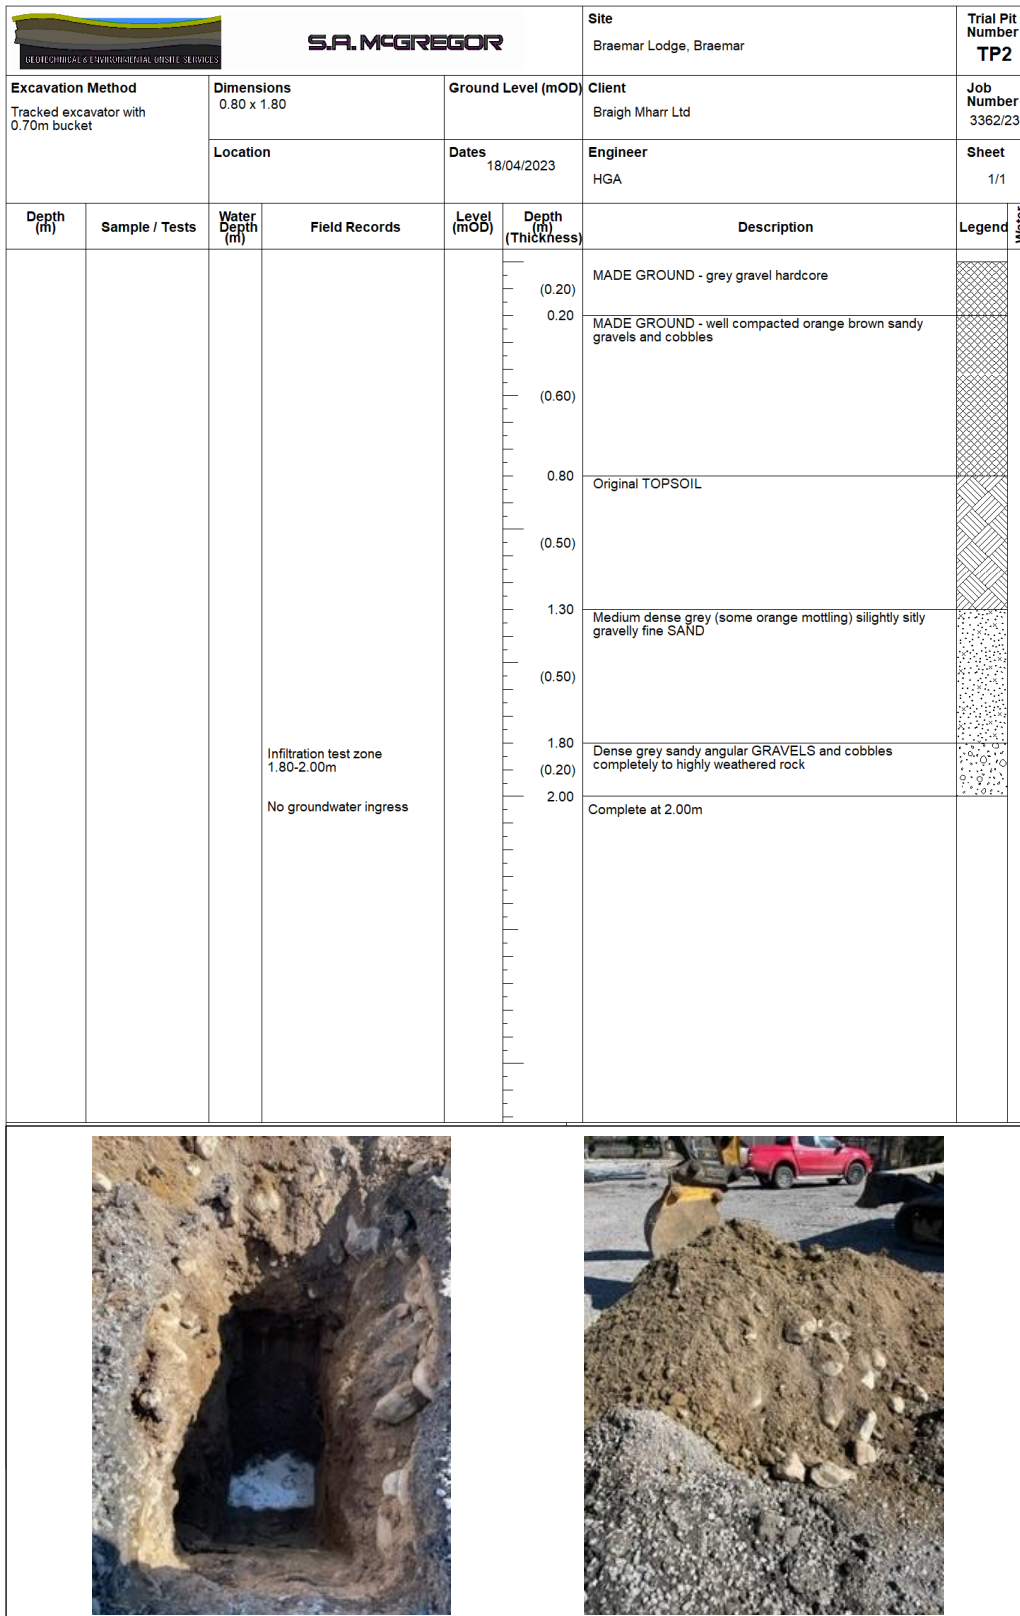 GEOTECHNICAL & ENVIRONMENTAL ONSITE SERVICES
S.A. McGREGOR
Site
Braemar Lodge, Braemar
Trial Pit
Number
TP2
Excavation Method
Tracked excavator with
0.70m bucket
Dimensions
0.80 x 1.80
Ground Level (mOD)
Client
Braigh Mharr Ltd
Job
Number
3362/23
Location
Dates
18/04/2023
Engineer
HGA
Sheet
1/1
Depth
(m)
Sample / Tests
Water
Depth
(m)
Field Records
Level
(mOD)
Depth
(m)
(Thickness)
Description
Legend
Water
(0.20)
MADE GROUND - grey gravel hardcore
0.20
MADE GROUND - well compacted orange brown sandy
gravels and cobbles
(0.60)
0.80
Original TOPSOIL
(0.50)
1.30
Medium dense grey (some orange mottling) silightly sitly
gravelly fine SAND
(0.50)
1.80
Infiltration test zone
1.80-2.00m
Dense grey sandy angular GRAVELS and cobbles
completely to highly weathered rock
(0.20)
2.00
No groundwater ingress
Complete at 2.00m